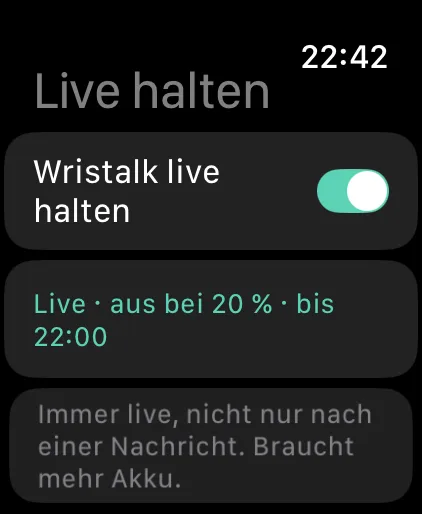 22:42
Live halten
Wristalk live
halten
Live · aus bei 20 % · bis
22:00
Immer live, nicht nur nach
einer Nachricht. Braucht
mehr Akku.